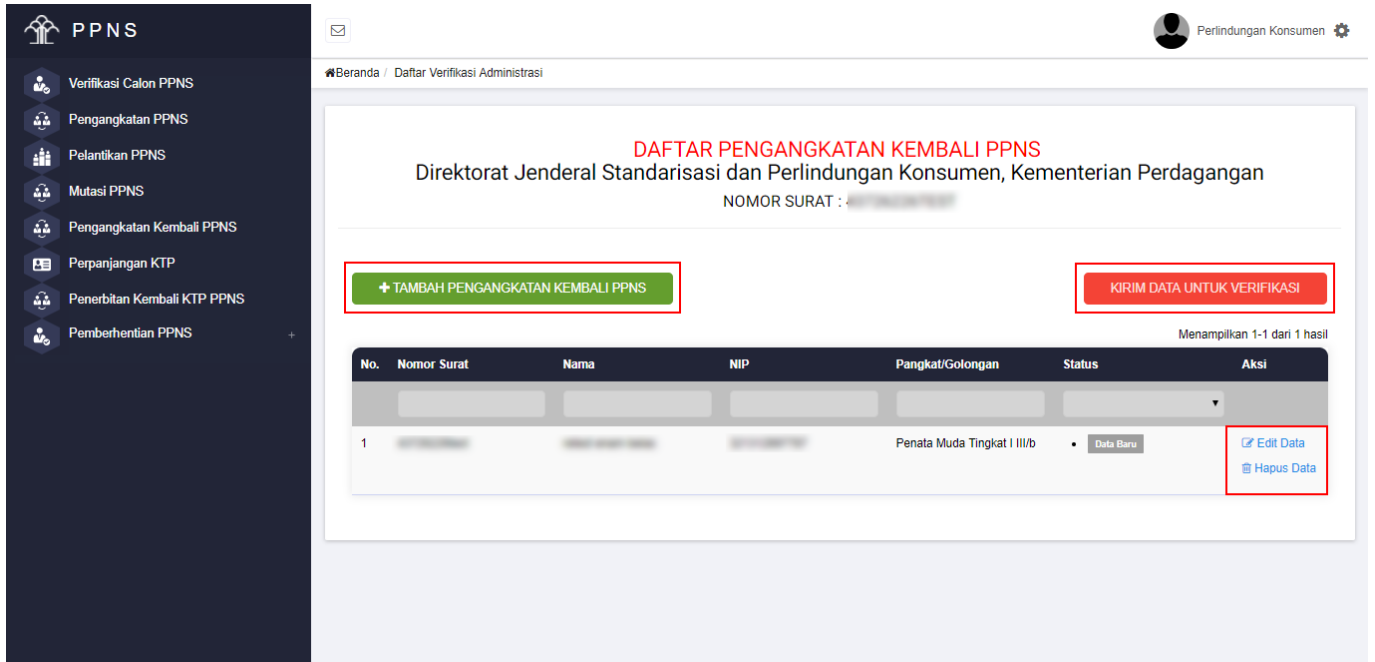 PPNS
Perlindungan Konsumen
Verifikasi Calon PPNS
Pengangkatan PPNS
Pelantikan PPNS
Mutasi PPNS
Pengangkatan Kembali PPNS
Perpanjangan KTP
Penerbitan Kembali KTP PPNS
Pemberhentian PPNS +
Beranda / Daftar Verifikasi Administrasi
DAFTAR PENGANGKATAN KEMBALI PPNS
Direktorat Jenderal Standarisasi dan Perlindungan Konsumen, Kementerian Perdagangan
NOMOR SURAT :
+ TAMBAH PENGANGKATAN KEMBALI PPNS
KIRIM DATA UNTUK VERIFIKASI
Menampilkan 1-1 dari 1 hasil
No. Nomor Surat Nama NIP Pangkat/Golongan Status Aksi
1 Penata Muda Tingkat I III/b • Data Baru Edit Data
Hapus Data